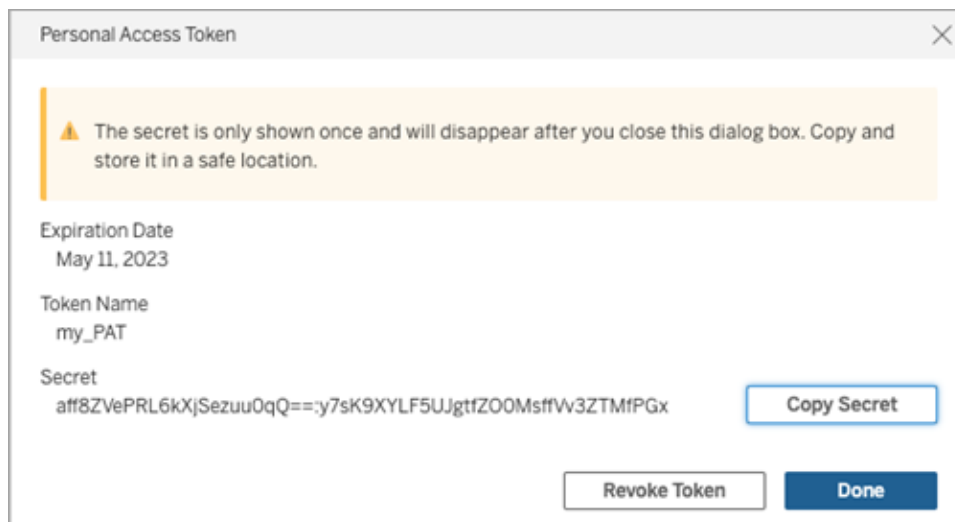 Personal Access Token
The secret is only shown once and will disappear after you close this dialog box. Copy and
store it in a safe location.
Expiration Date
May 11, 2023
Token Name
my_PAT
Secret
aff8ZVePRL6kXjSezuu0qQ==:y7sK9XYLF5UJgtfZO0MsffVv3ZTMfPGx
Copy Secret
Revoke Token
Done